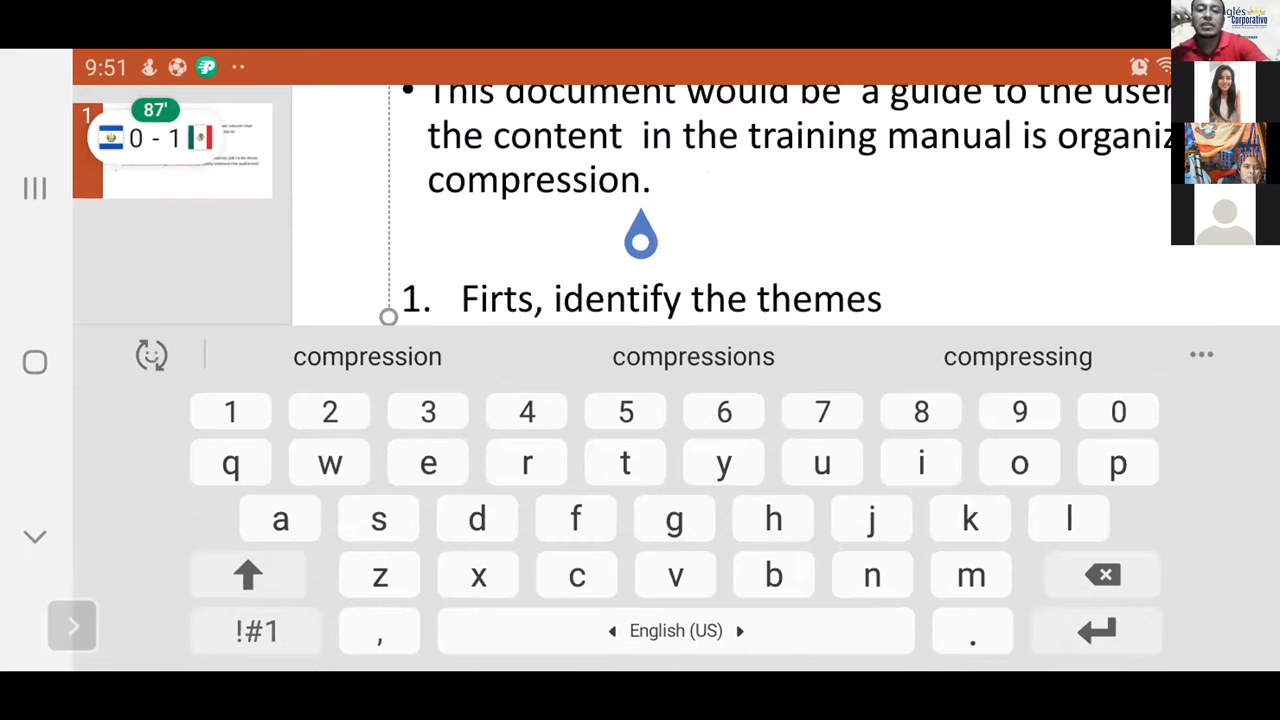 9:51
87'
0 - 1
1
• This document would be a guide to the user
the content in the training manual is organiz
compression.
1. Firts, identify the themes
compression compressions compressing
1 2 3 4 5 6 7 8 9 0
q w e r t y u i o p
a s d f g h j k l
z x c v b n m
!#1 , English (US) .
glés
Corporativo